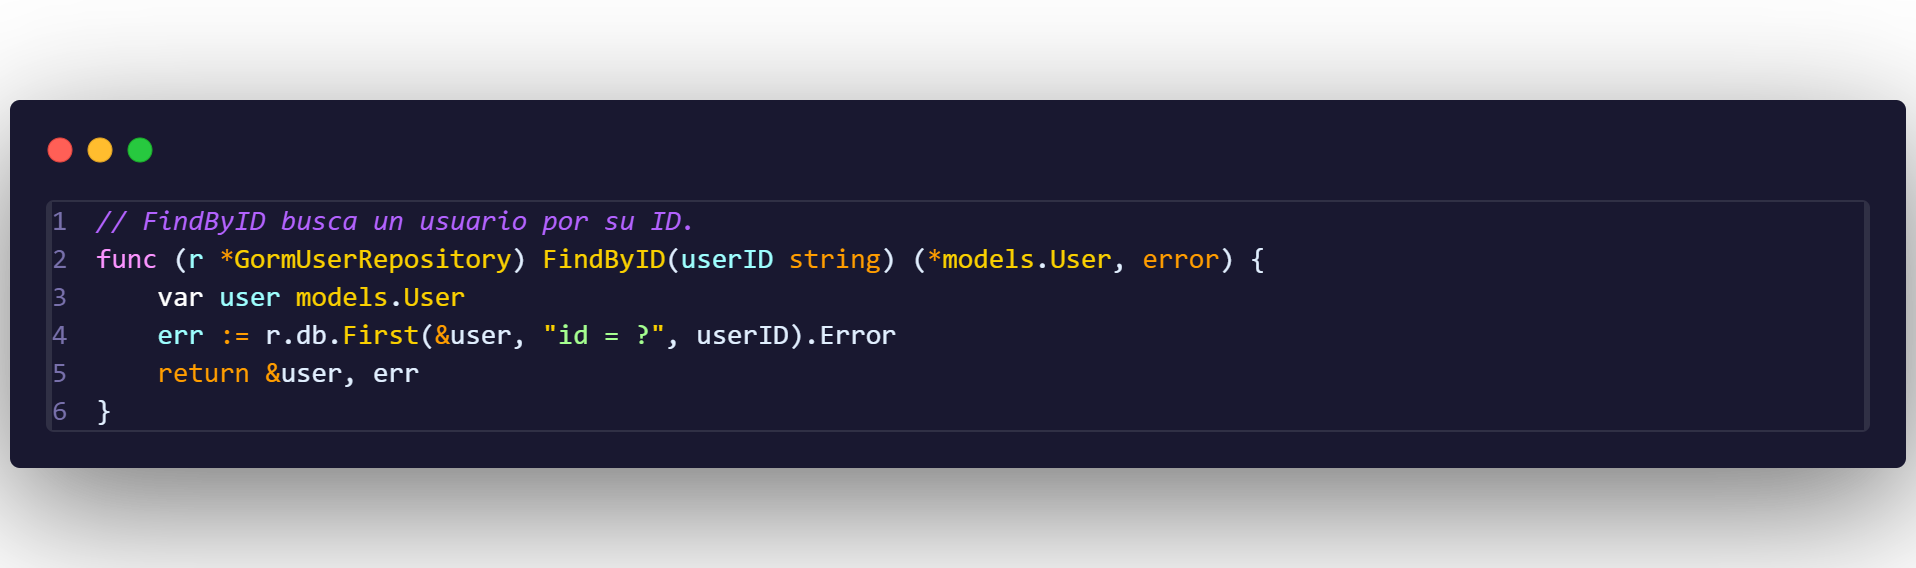 1 // FindByID busca un usuario por su ID.
2 func (r *GormUserRepository) FindByID(userID string) (*models.User, error) {
3     var user models.User
4     err := r.db.First(&user, "id = ?", userID).Error
5     return &user, err
6 }